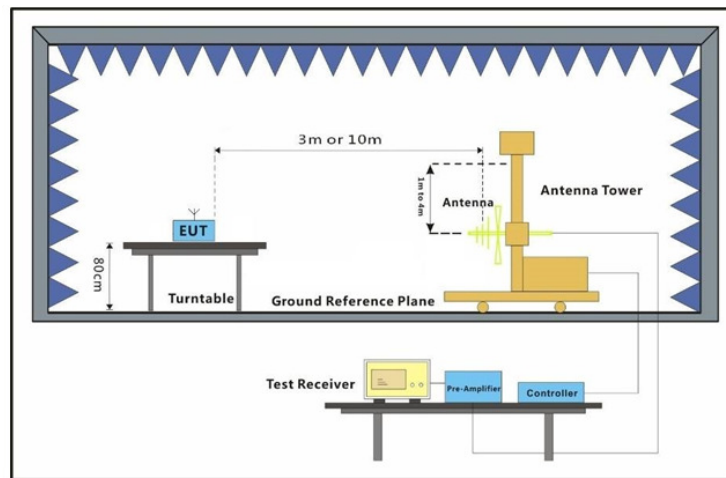 3m or 10m
1m to 4m
Antenna
Antenna Tower
EUT
80cm
Turntable
Ground Reference Plane
Test Receiver
Pre-Amplifier
Controller